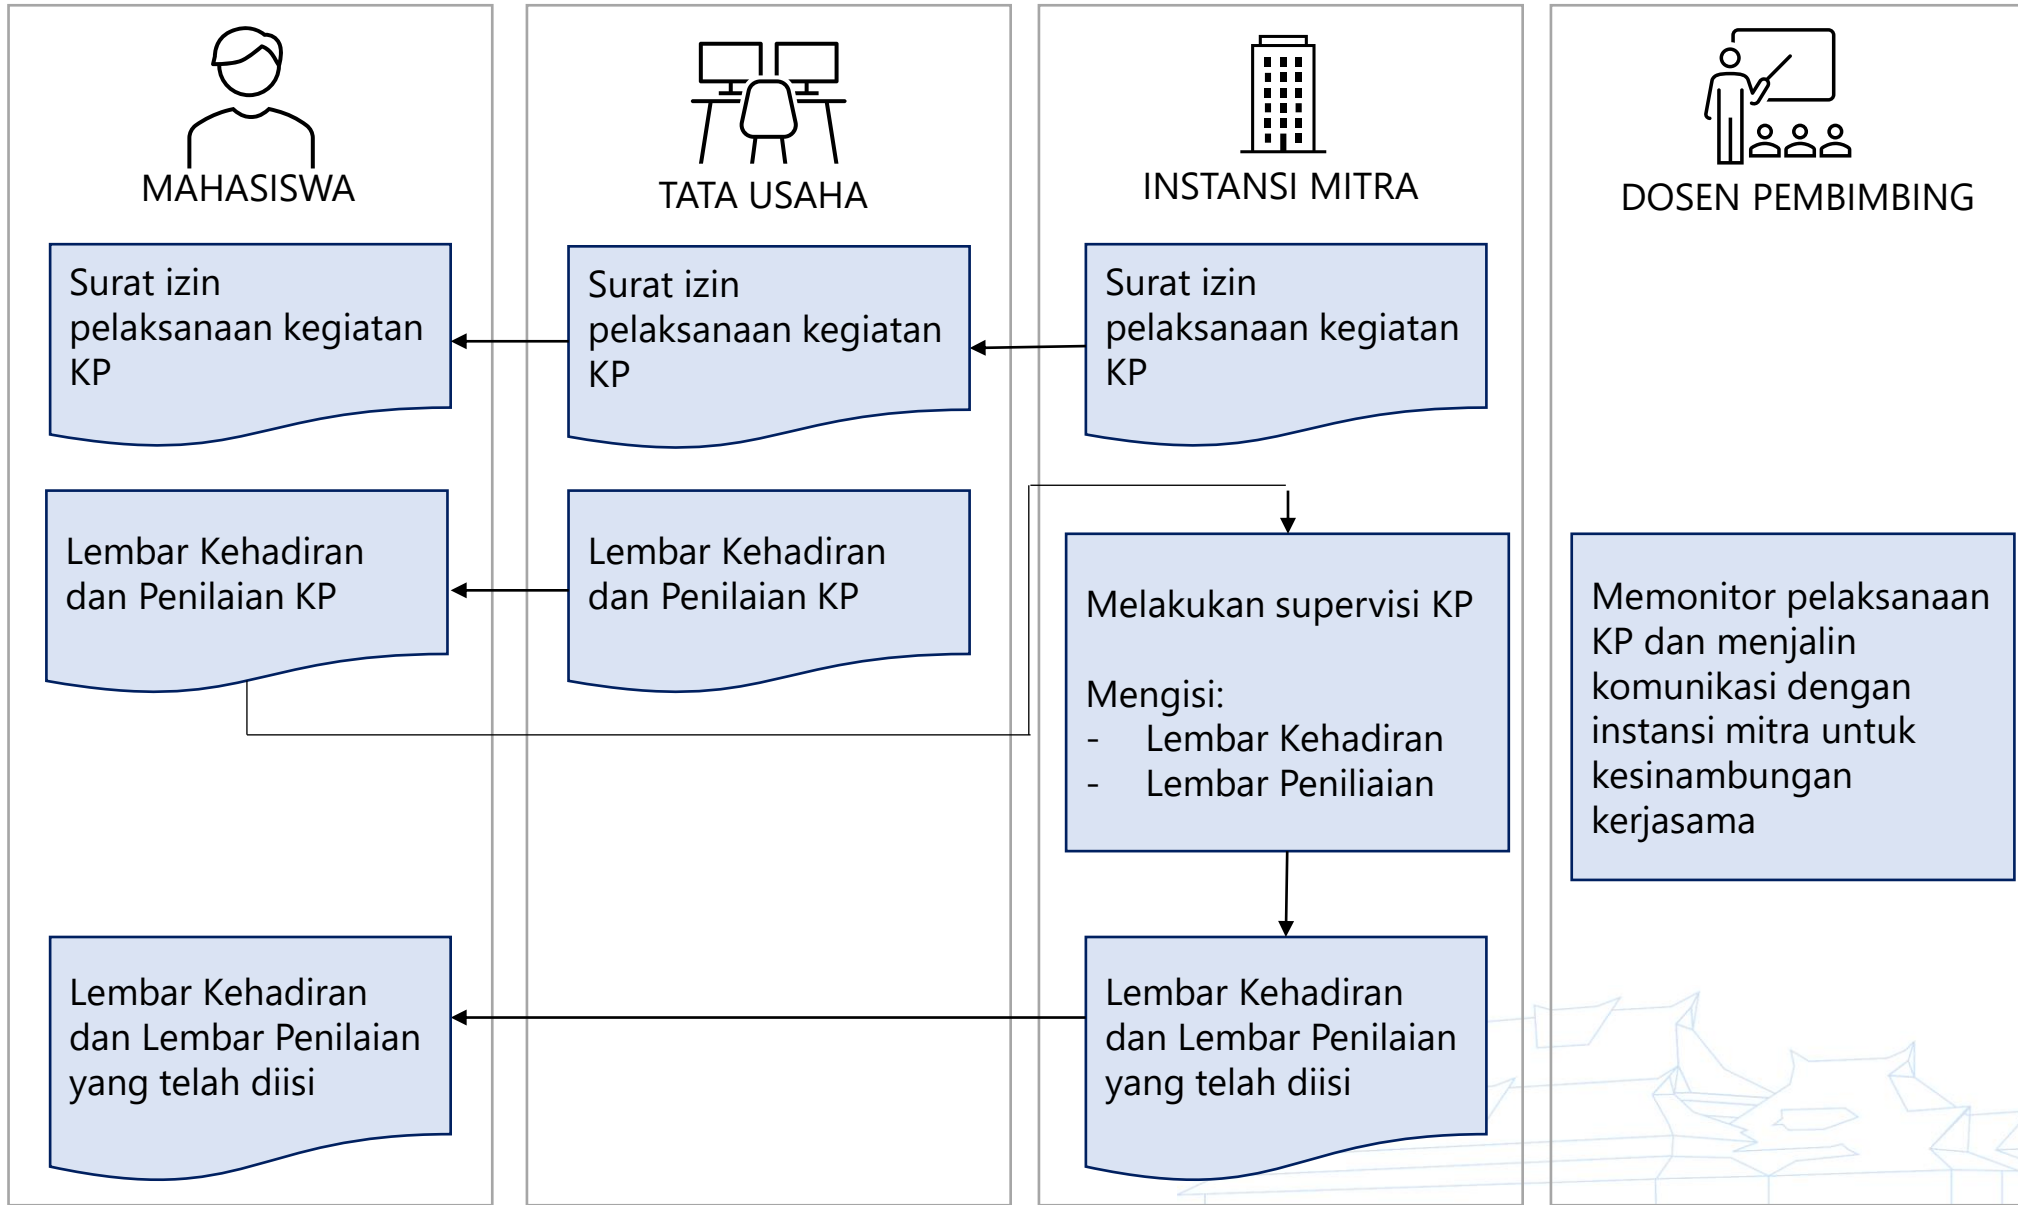 MAHASISWA
TATA USAHA
INSTANSI MITRA
DOSEN PEMBIMBING
Surat izin
pelaksanaan kegiatan
KP
Surat izin
pelaksanaan kegiatan
KP
Surat izin
pelaksanaan kegiatan
KP
Lembar Kehadiran
dan Penilaian KP
Lembar Kehadiran
dan Penilaian KP
Melakukan supervisi KP
Mengisi:
- Lembar Kehadiran
- Lembar Peniliaian
Memonitor pelaksanaan
KP dan menjalin
komunikasi dengan
instansi mitra untuk
kesinambungan
kerjasama
Lembar Kehadiran
dan Lembar Penilaian
yang telah diisi
Lembar Kehadiran
dan Lembar Penilaian
yang telah diisi